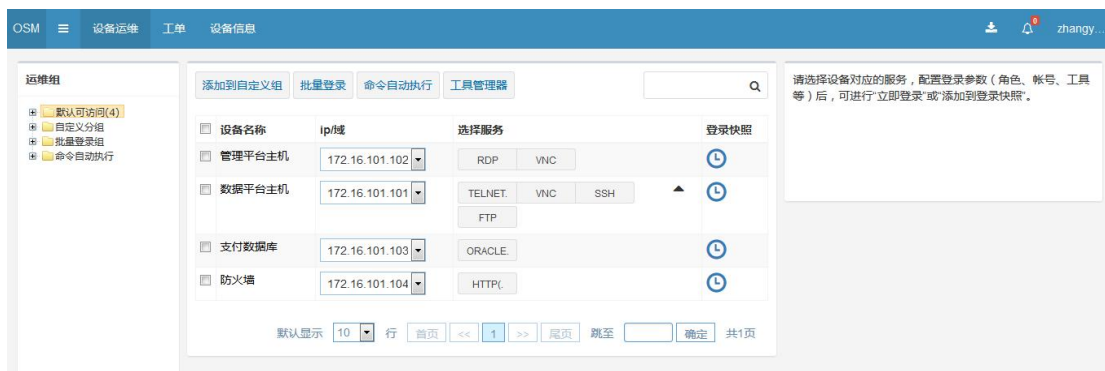 OSM 设备运维 工单 设备信息 0 zhangy...
运维组
默认可访问(4)
自定义分组
批量登录组
命令自动执行
添加到自定义组 批量登录 命令自动执行 工具管理器
设备名称 ip/域 选择服务 登录快照
管理平台主机 172.16.101.102 RDP VNC
数据平台主机 172.16.101.101 TELNET. VNC SSH
FTP
支付数据库 172.16.101.103 ORACLE.
防火墙 172.16.101.104 HTTP(.
默认显示 10 行 首页 << 1 >> 尾页 跳至 确定 共1页
请选择设备对应的服务，配置登录参数（角色、帐号、工具
等）后，可进行“立即登录”或“添加到登录快照”。